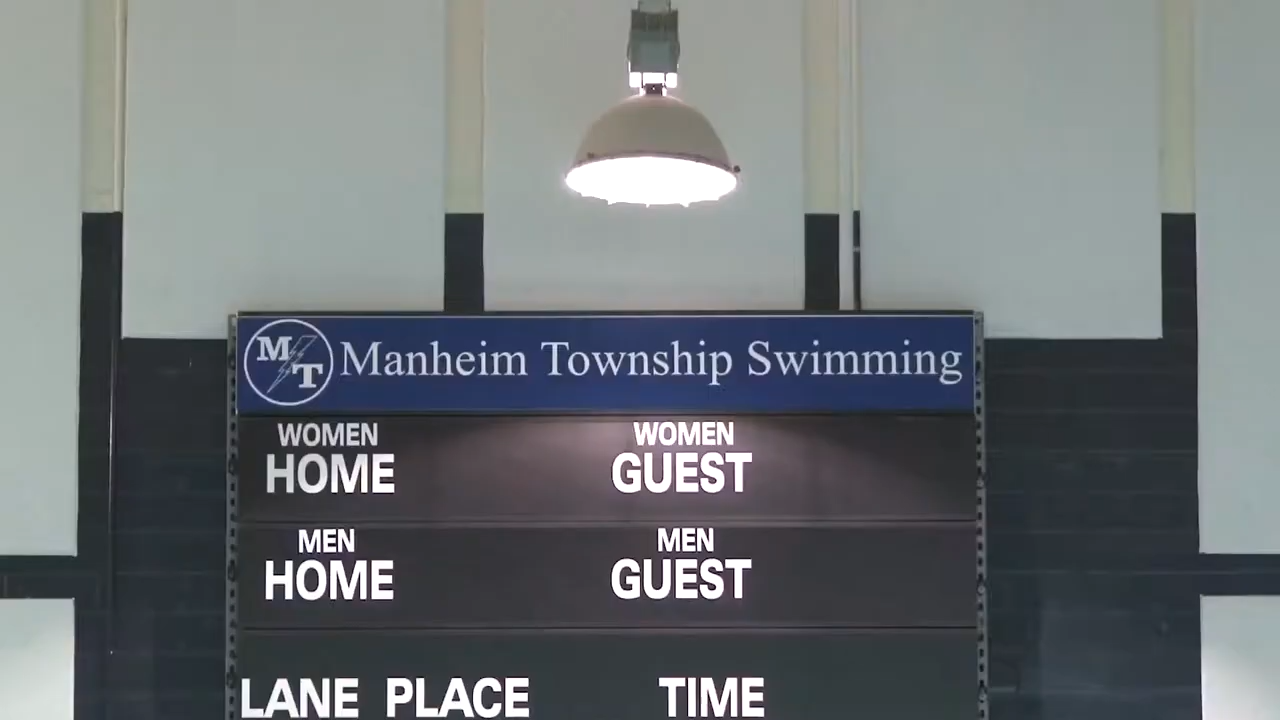 MT Manheim Township Swimming
WOMEN WOMEN
HOME GUEST
MEN MEN
HOME GUEST
LANE PLACE TIME